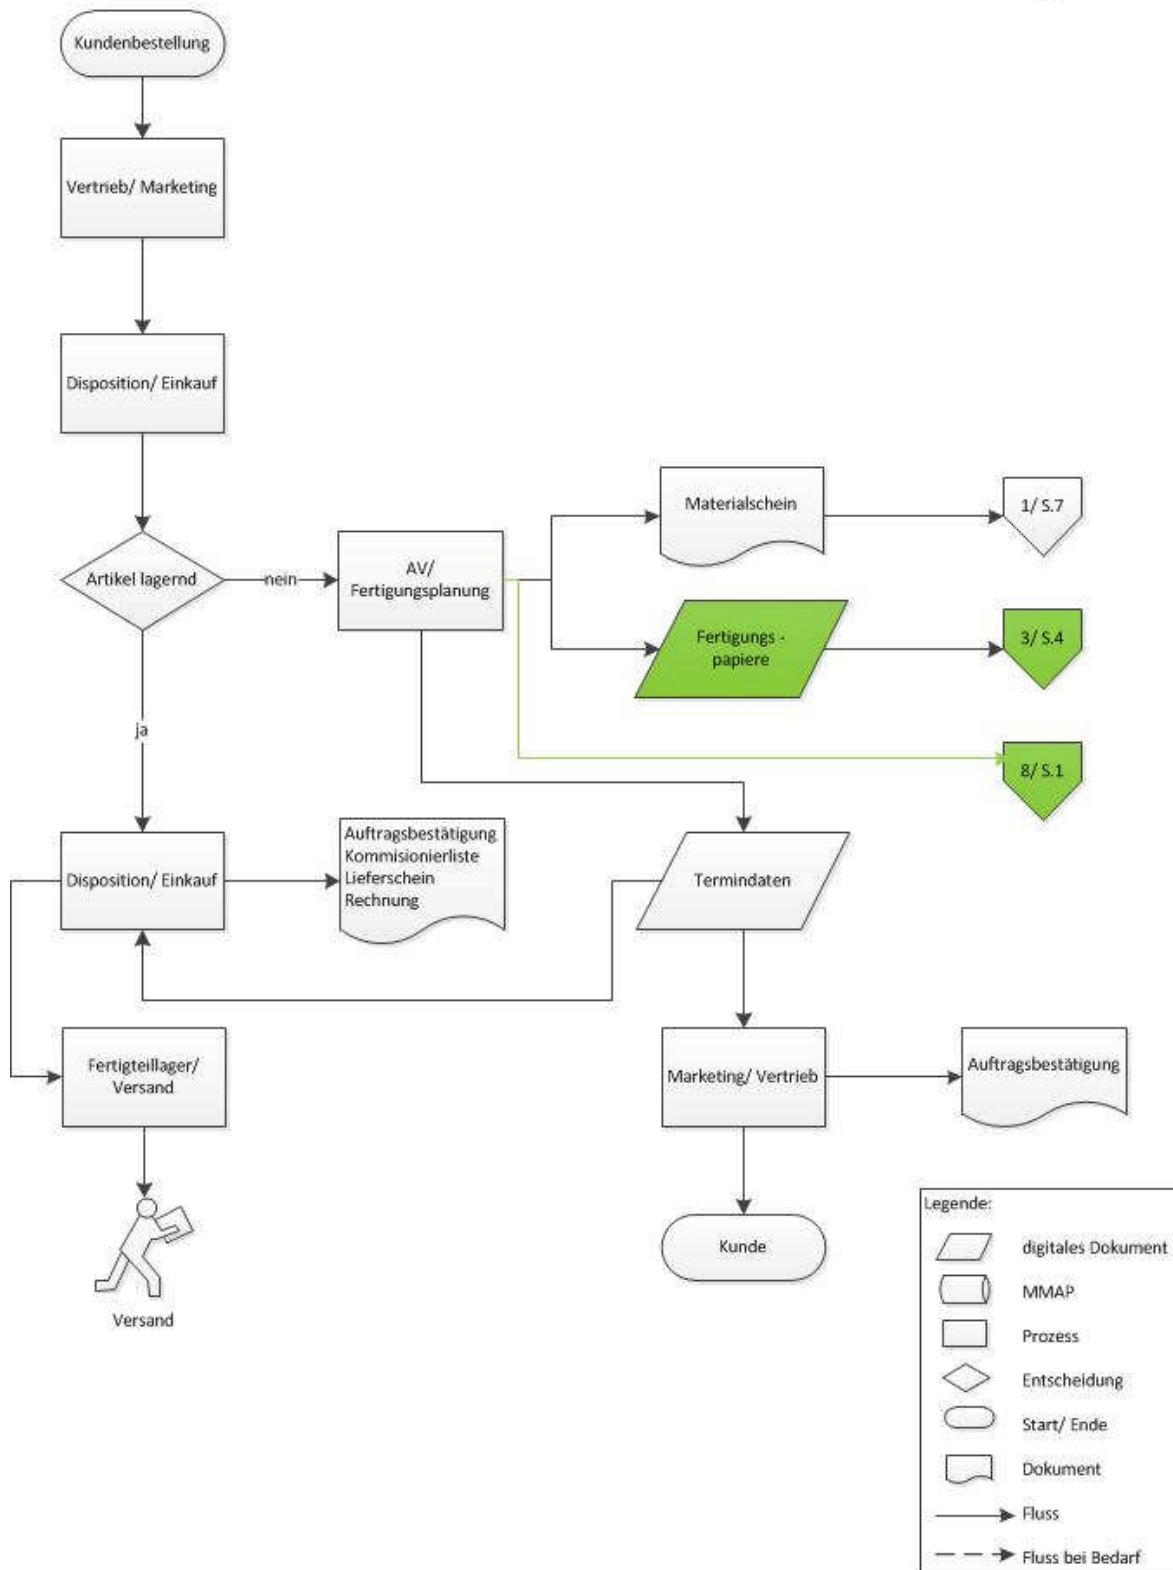 Kundenbestellung
Vertrieb/ Marketing
Disposition/ Einkauf
Artikel lagernd
nein
AV/
Fertigungsplanung
Materialschein
1/ S.7
Fertigungs -
papiere
3/ S.4
8/ S.1
ja
Disposition/ Einkauf
Auftragsbestätigung
Kommisionierliste
Lieferschein
Rechnung
Termindaten
Fertigteillager/
Versand
Marketing/ Vertrieb
Auftragsbestätigung
Versand
Kunde
Legende:
digitales Dokument
MMAP
Prozess
Entscheidung
Start/ Ende
Dokument
Fluss
Fluss bei Bedarf